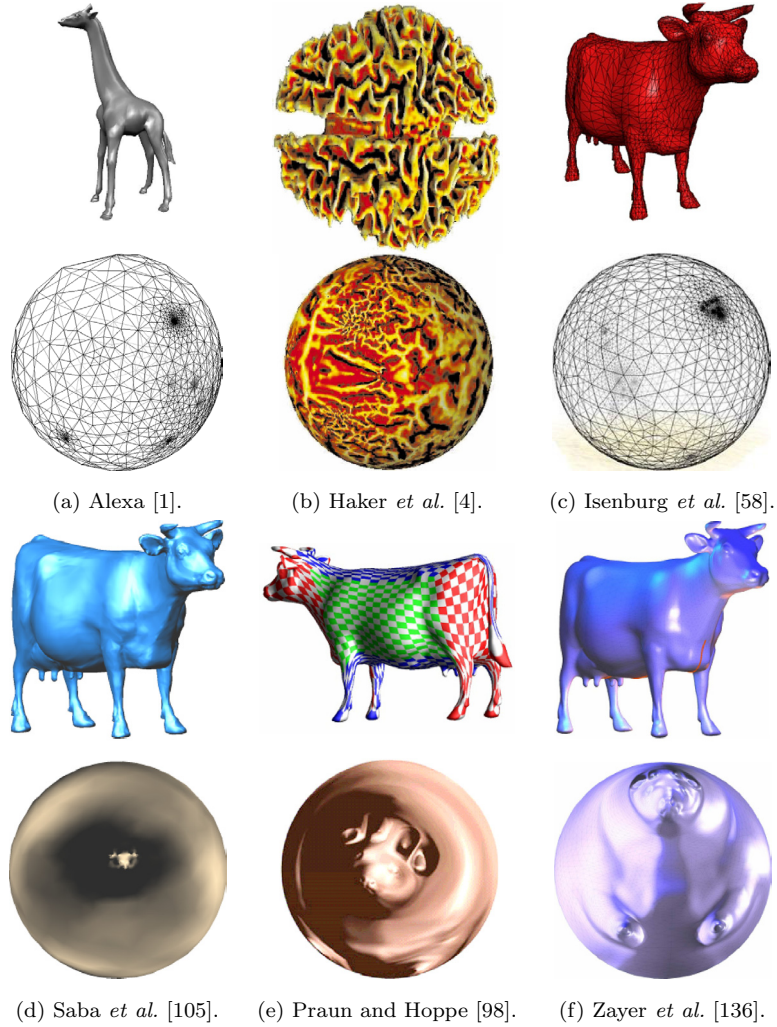 (a) Alexa [1].
(b) Haker et al. [4].
(c) Isenburg et al. [58].
(d) Saba et al. [105].
(e) Praun and Hoppe [98].
(f) Zayer et al. [136].